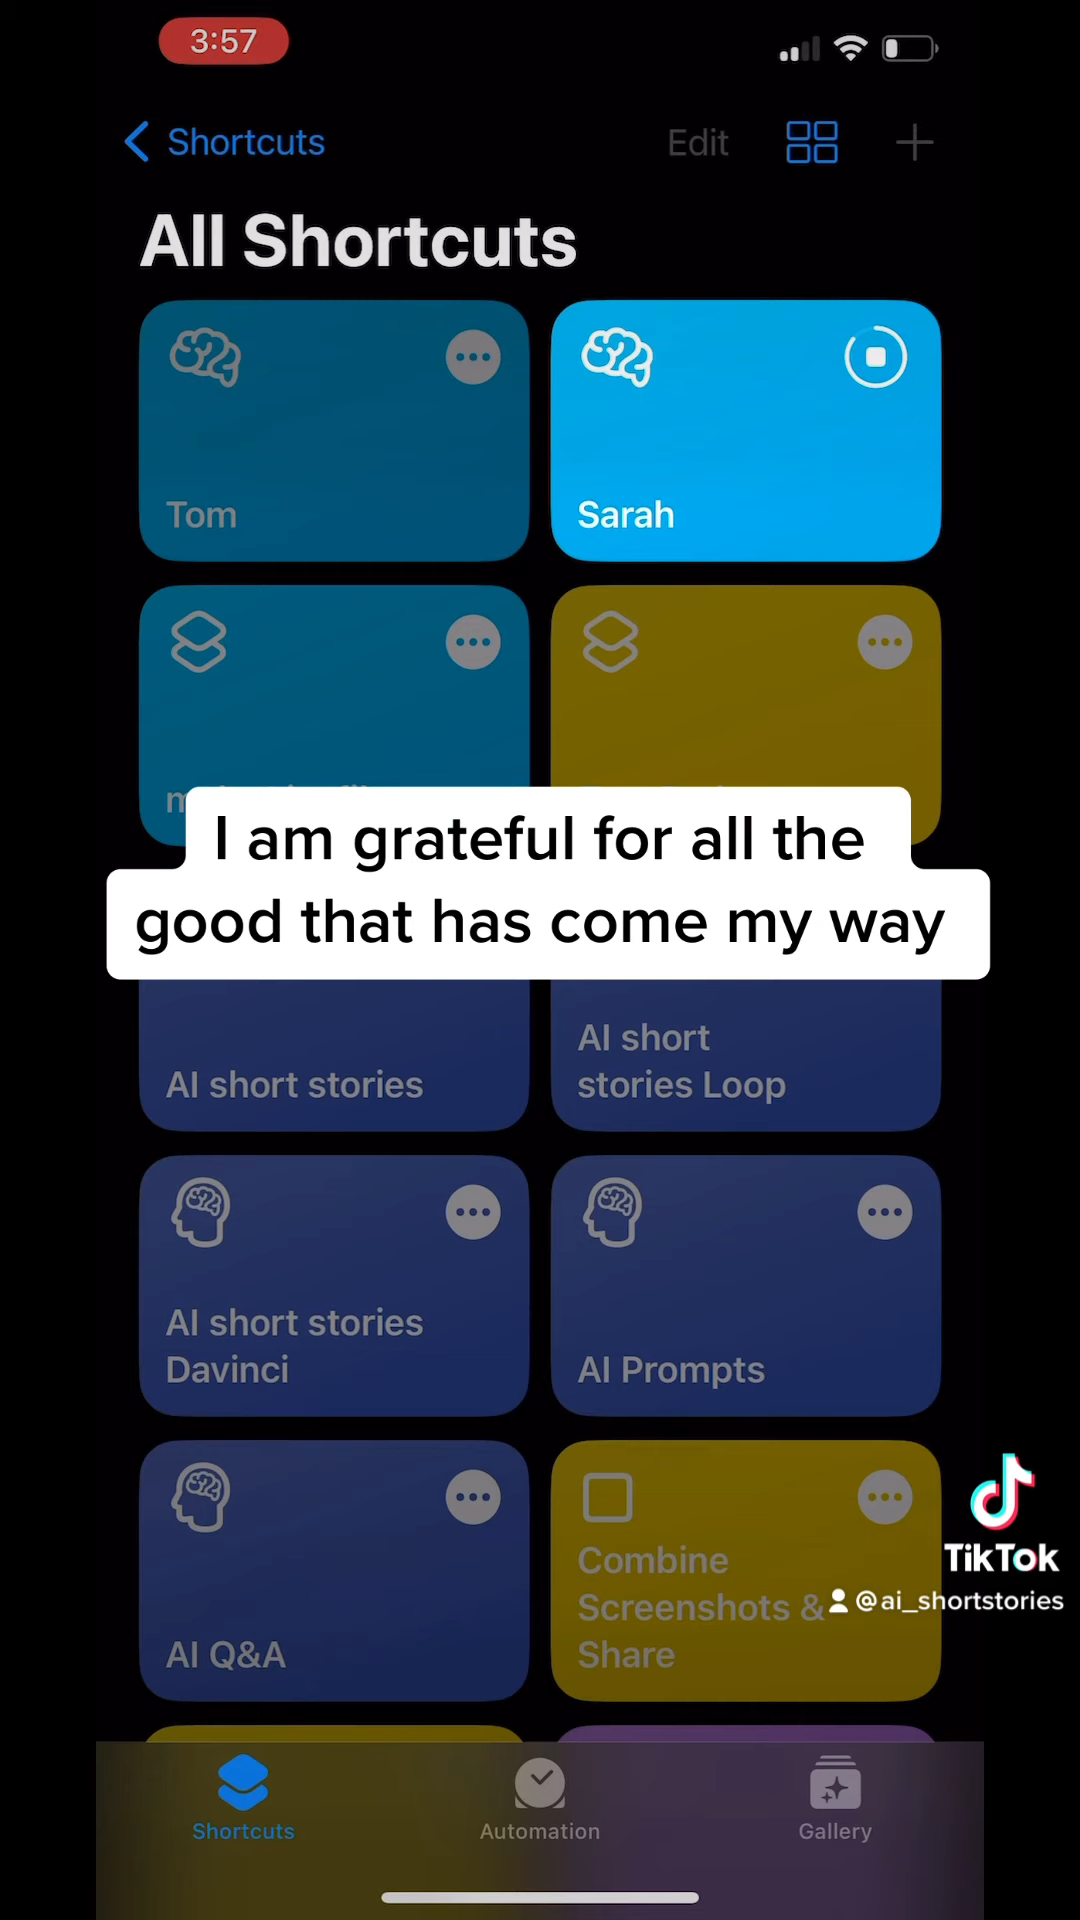 3:57
Shortcuts
Edit
All Shortcuts
Tom
Sarah
I am grateful for all the
good that has come my way
AI short stories
AI short
stories Loop
AI short stories
Davinci
AI Prompts
AI Q&A
Combine
Screenshots &
Share
TikTok
@ai_shortstories
Shortcuts
Automation
Gallery